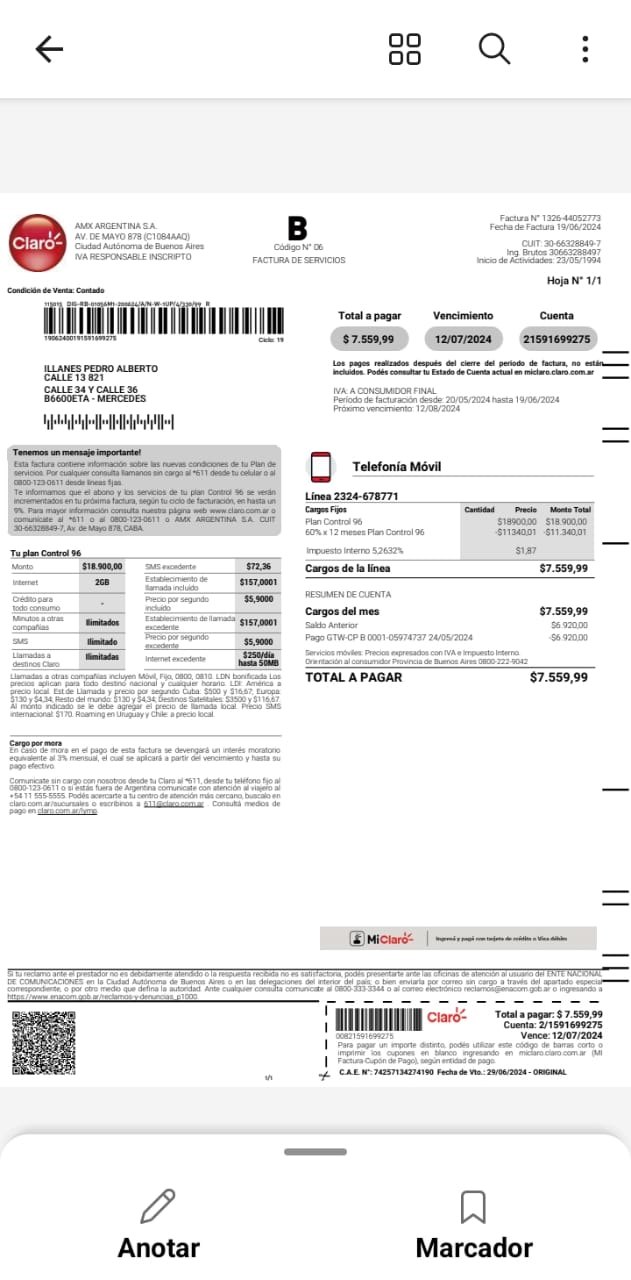 Claro
AMX ARGENTINA S.A.
AV. DE MAYO 878 (C1084AAQ)
Ciudad Autónoma de Buenos Aires
IVA RESPONSABLE INSCRIPTO
B
Código N° 06
FACTURA DE SERVICIOS
Factura N° 1326-44052773
Fecha de Factura 19/06/2024
CUIT: 30-66328849-7
Ing. Brutos 30663288497
Inicio de Actividades: 23/05/1994
Hoja N° 1/1
Condición de Venta: Contado
19062400191591699275
Ciclo: 19
ILLANES PEDRO ALBERTO
CALLE 13 821
CALLE 34 Y CALLE 36
B6600ETA - MERCEDES
Total a pagar Vencimiento Cuenta
$ 7.559,99 12/07/2024 21591699275
Los pagos realizados después del cierre del periodo de factura, no están
incluidos. Podés consultar tu Estado de Cuenta actual en miclaro.claro.com.ar
IVA: A CONSUMIDOR FINAL
Período de facturación desde: 20/05/2024 hasta 19/06/2024
Próximo vencimiento: 12/08/2024
Tenemos un mensaje importante!
Esta factura contiene información sobre las nuevas condiciones de tu Plan de
servicios. Por cualquier consulta llamanos sin cargo al *611 desde tu celular o al
0800-123-0611 desde líneas fijas.
Te informamos que el abono y los servicios de tu plan Control 96 se verán
incrementados en tu próxima factura, según tu ciclo de facturación, en hasta un
9%. Para mayor información consulta nuestra página web www.claro.com.ar o
comunicate al *611 o al 0800-123-0611 o AMX ARGENTINA S.A. CUIT
30-66328849-7, Av. de Mayo 878, CABA.
Tu plan Control 96
Monto $18.900,00 SMS excedente $72,36
Internet 2GB Establecimiento de llamada incluido $157,0001
Crédito para todo consumo - Precio por segundo incluído $5,9000
Minutos a otras compañías Ilimitados Establecimiento de llamada excedente $157,0001
SMS Ilimitado Precio por segundo excedente $5,9000
Llamadas a destinos Claro Ilimitadas Internet excedente $250/día hasta 50MB
Llamadas a otras compañías incluyen Móvil, Fijo, 0800, 0810. LDN bonificada Los
precios aplican para todo destino nacional y cualquier horario. LDI: América a
precio local. Est.de Llamada y precio por segundo Cuba: $500 y $16,67; Europa:
$130 y $4,34; Resto del mundo: $130 y $4,34; Destinos Satelitales: $3500 y $116,67.
Al monto indicado se le debe agregar el precio de llamada local. Precio SMS
internacional: $170. Roaming en Uruguay y Chile: a precio local.
Cargo por mora
En caso de mora en el pago de esta factura se devengará un interés moratorio
equivalente al 3% mensual, el cual se aplicará a partir del vencimiento y hasta su
pago efectivo.
Comunicate sin cargo con nosotros desde tu Claro al *611, desde tu teléfono fijo al
0800-123-0611 o si estás fuera de Argentina comunicate con atención al viajero al
+54 11 555-5555. Podés acercarte a tu centro de atención más cercano, buscalo en
claro.com.ar/sucursales o escribinos a 611@claro.com.ar . Consultá medios de
pago en claro.com.ar/lymp.
Telefonía Móvil
Línea 2324-678771
Cargos Fijos Cantidad Precio Monto Total
Plan Control 96 $18900,00 $18.900,00
60% x 12 meses Plan Control 96 -$11340,01 -$11.340,01
Impuesto Interno 5,2632% $1,87
Cargos de la línea $7.559,99
RESUMEN DE CUENTA
Cargos del mes $7.559,99
Saldo Anterior $6.920,00
Pago GTW-CP B 0001-05974737 24/05/2024 -$6.920,00
Servicios móviles: Precios expresados con IVA e Impuesto Interno.
Orientación al consumidor Provincia de Buenos Aires 0800-222-9042
TOTAL A PAGAR $7.559,99
MiClaro
Ingresá y pagá con tarjeta de crédito o Visa débito
Si tu reclamo ante el prestador no es debidamente atendido o la respuesta recibida no es satisfactoria, podés presentarte ante las oficinas de atención al usuario del ENTE NACIONAL
DE COMUNICACIONES en la Ciudad Autónoma de Buenos Aires o en las delegaciones del interior del país; o bien enviarla por correo sin cargo a través del apartado especial
correspondiente, o por otro medio que defina la autoridad. Ante cualquier consulta comunicate al 0800-333-3344 o al correo electrónico reclamos@enacom.gob.ar o ingresando a
https://www.enacom.gob.ar/reclamos-y-denuncias_p1000.
Claro
00821591699275
Total a pagar: $ 7.559,99
Cuenta: 2/1591699275
Vence: 12/07/2024
Para pagar un importe distinto, podés utilizar este código de barras corto o
imprimir los cupones en blanco ingresando en miclaro.claro.com.ar (MI
Factura-Cupón de Pago), según entidad de pago.
C.A.E. N°: 74257134274190 Fecha de Vto.: 29/06/2024 - ORIGINAL
1/1
Anotar
Marcador